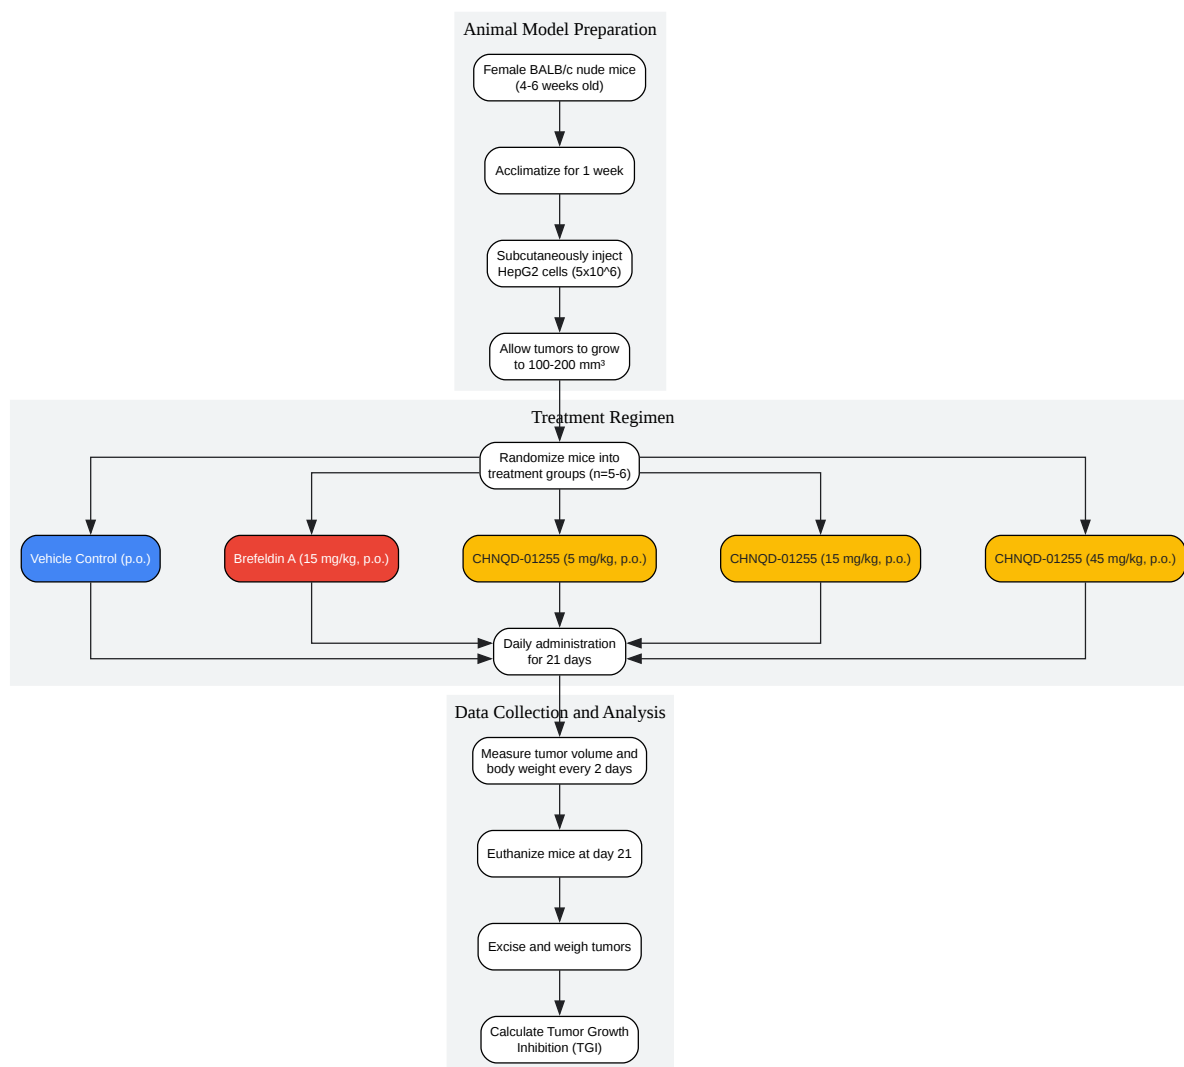 Animal Model Preparation
Female BALB/c nude mice
(4-6 weeks old)
Acclimatize for 1 week
Subcutaneously inject
HepG2 cells (5x10^6)
Allow tumors to grow
to 100-200 mm³
Treatment Regimen
Randomize mice into
treatment groups (n=5-6)
Vehicle Control (p.o.)
Brefeldin A (15 mg/kg, p.o.)
CHNQD-01255 (5 mg/kg, p.o.)
CHNQD-01255 (15 mg/kg, p.o.)
CHNQD-01255 (45 mg/kg, p.o.)
Daily administration
for 21 days
Data Collection and Analysis
Measure tumor volume and
body weight every 2 days
Euthanize mice at day 21
Excise and weigh tumors
Calculate Tumor Growth
Inhibition (TGI)